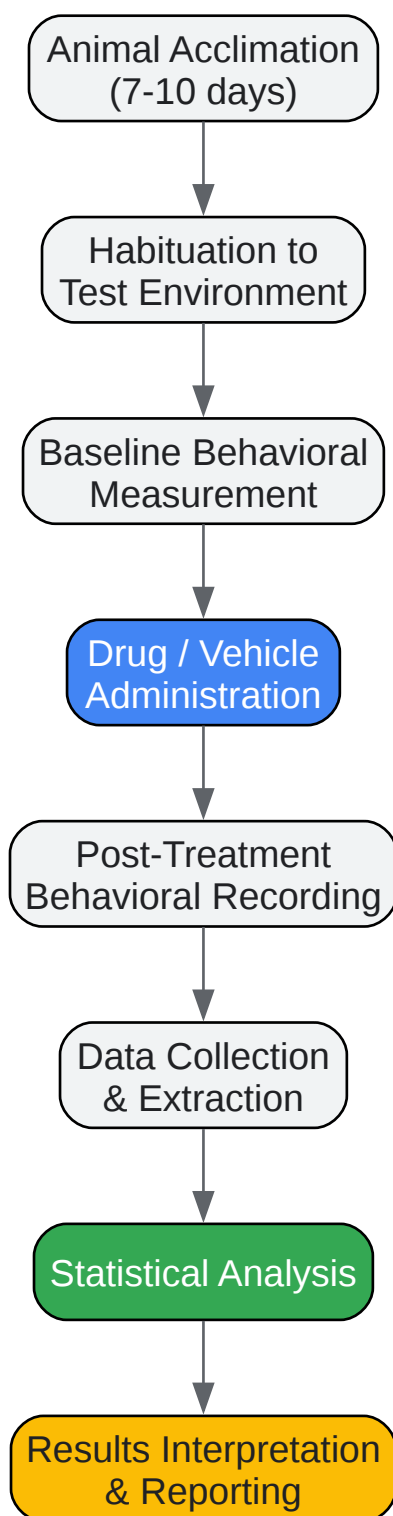 Animal Acclimation
(7-10 days)
Habituation to
Test Environment
Baseline Behavioral
Measurement
Drug / Vehicle
Administration
Post-Treatment
Behavioral Recording
Data Collection
& Extraction
Statistical Analysis
Results Interpretation
& Reporting